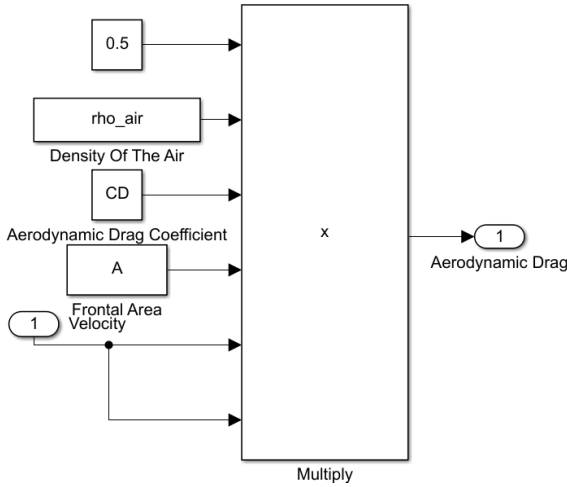 0.5
rho_air
Density Of The Air
CD
Aerodynamic Drag Coefficient
A
Frontal Area
1
Velocity
x
Multiply
1
Aerodynamic Drag